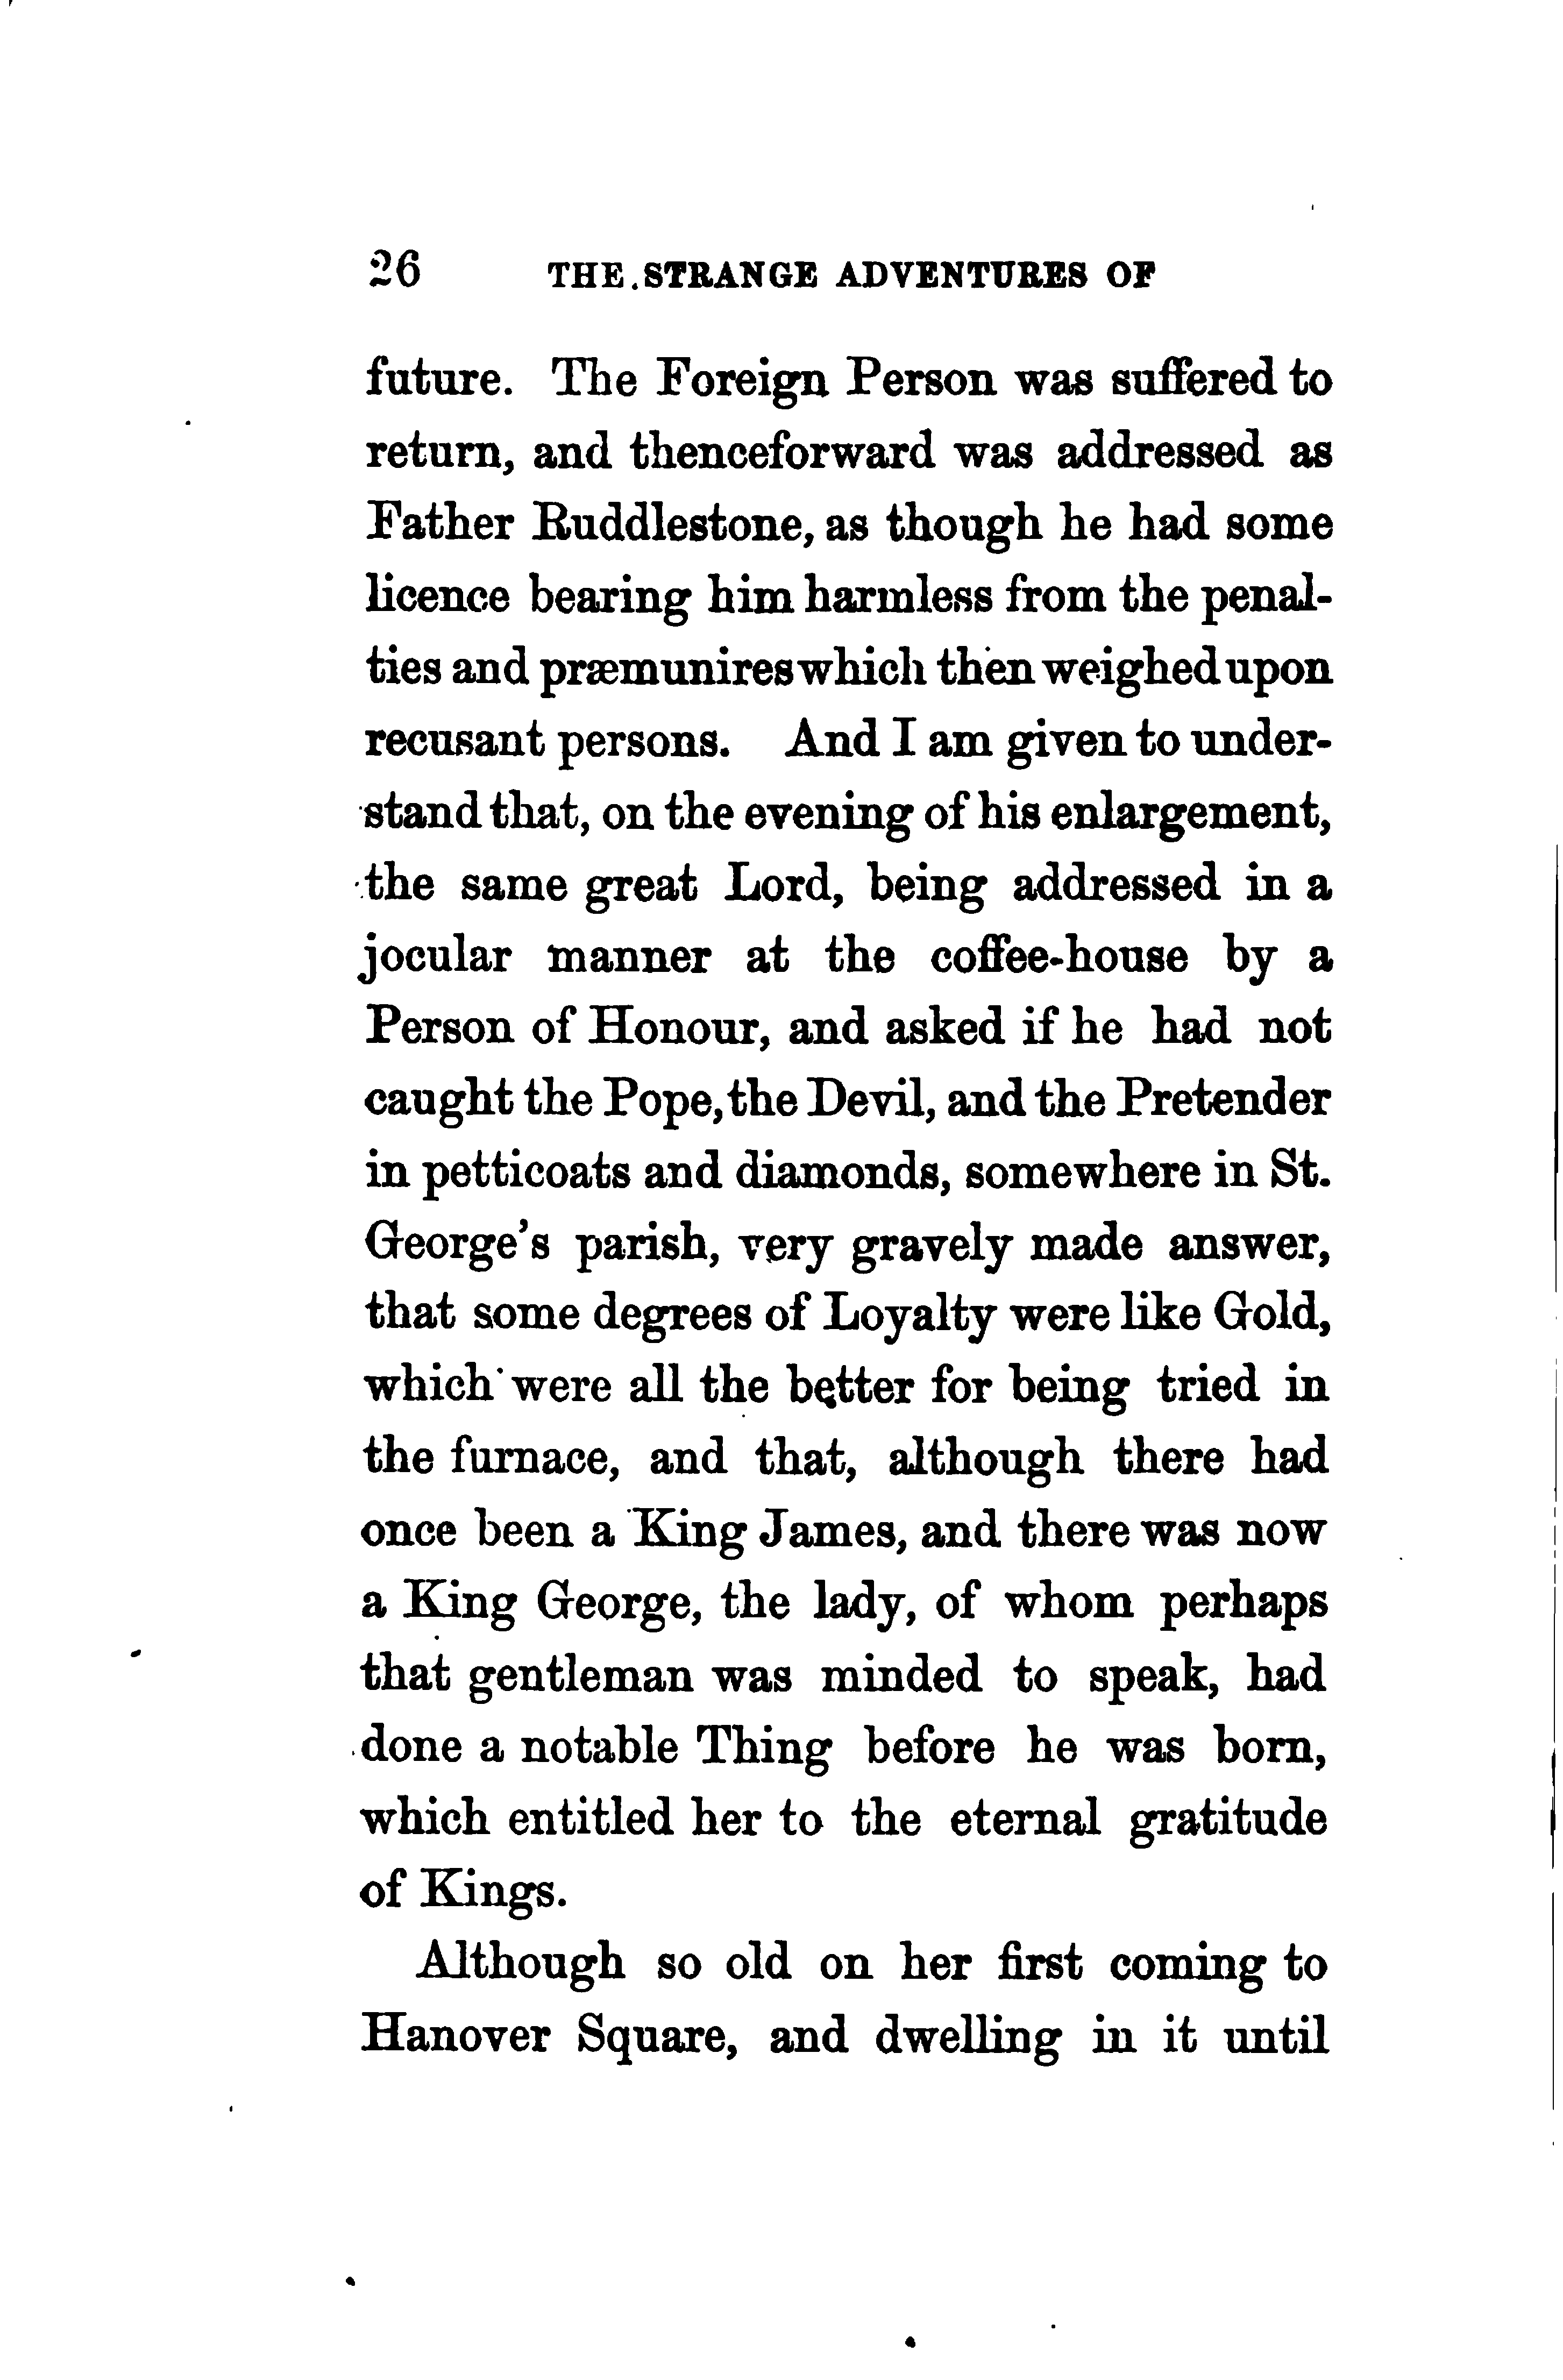 26 THE STRANGE ADVENTURES OF
future. The Foreign Person was suffered to
return, and thenceforward was addressed as
Father Ruddlestone, as though he had some
licence bearing him harmless from the penal-
ties and præmunires which then weighed upon
recusant persons. And I am given to under-
stand that, on the evening of his enlargement,
the same great Lord, being addressed in a
jocular manner at the coffee-house by a
Person of Honour, and asked if he had not
caught the Pope, the Devil, and the Pretender
in petticoats and diamonds, somewhere in St.
George's parish, very gravely made answer,
that some degrees of Loyalty were like Gold,
which were all the better for being tried in
the furnace, and that, although there had
once been a King James, and there was now
a King George, the lady, of whom perhaps
that gentleman was minded to speak, had
done a notable Thing before he was born,
which entitled her to the eternal gratitude
of Kings.
Although so old on her first coming to
Hanover Square, and dwelling in it until